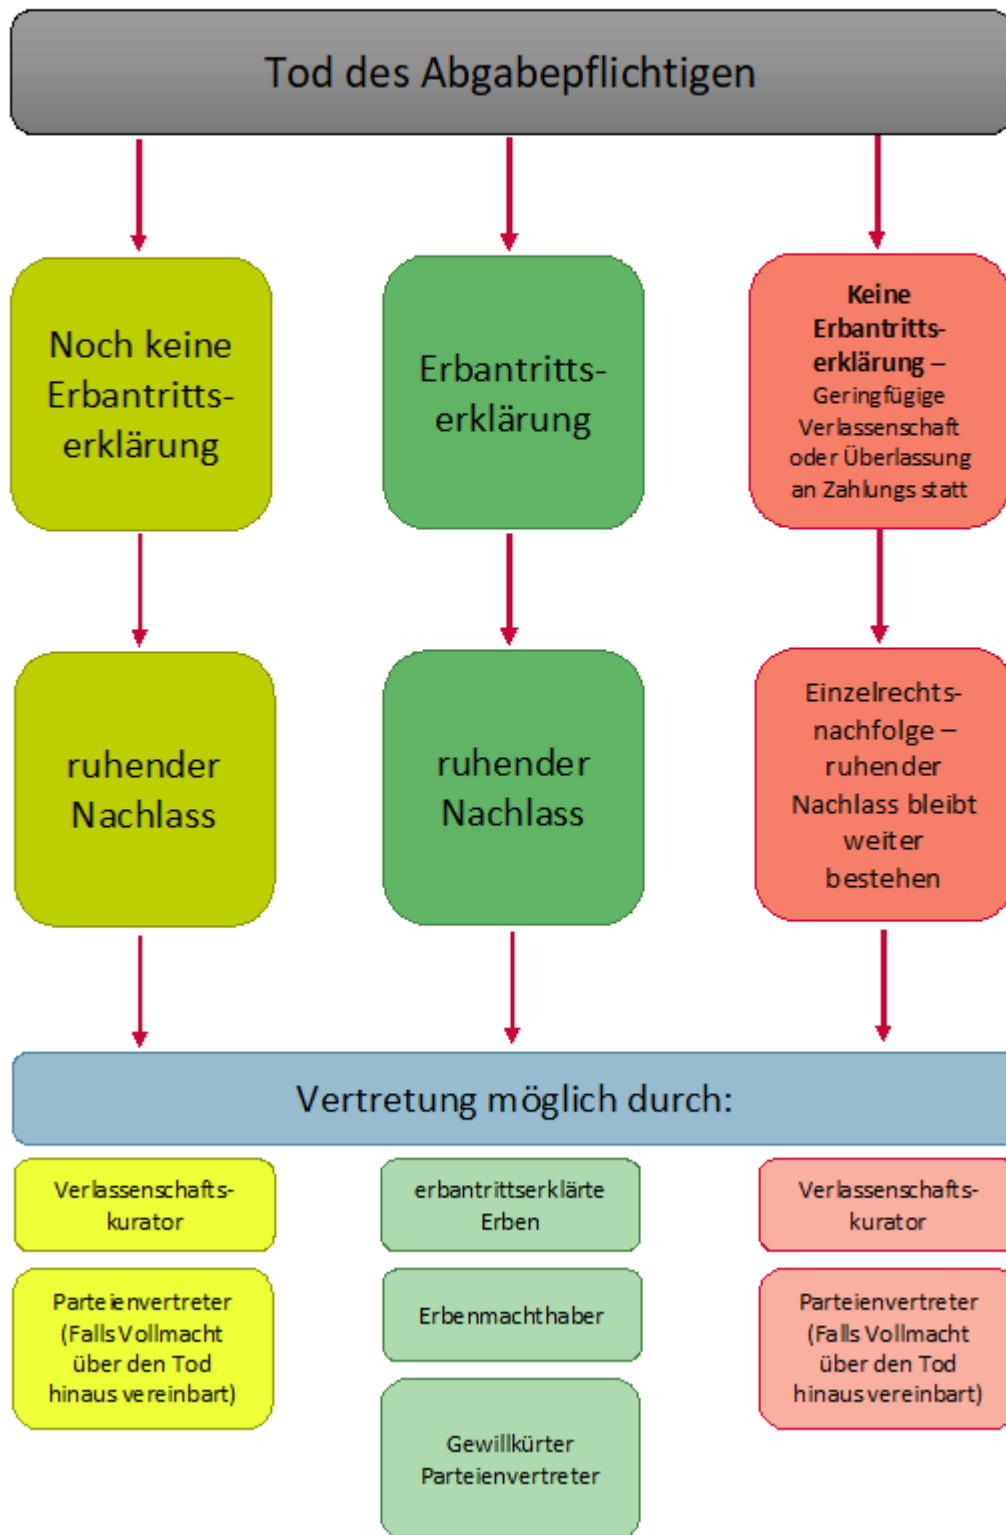 Tod des Abgabepflichtigen
Noch keine
Erbantritts-
erklärung
Erbantritts-
erklärung
Keine
Erbantritts-
erklärung –
Geringfügige
Verlassenschaft
oder Überlassung
an Zahlungs statt
ruhender
Nachlass
ruhender
Nachlass
Einzelrechts-
nachfolge –
ruhender
Nachlass bleibt
weiter
bestehen
Vertretung möglich durch:
Verlassenschafts-
kurator
erbantrittserklärte
Erben
Verlassenschafts-
kurator
Parteienvertreter
(Falls Vollmacht
über den Tod
hinaus vereinbart)
Erbenmachthaber
Parteienvertreter
(Falls Vollmacht
über den Tod
hinaus vereinbart)
Gewillkürter
Parteienvertreter